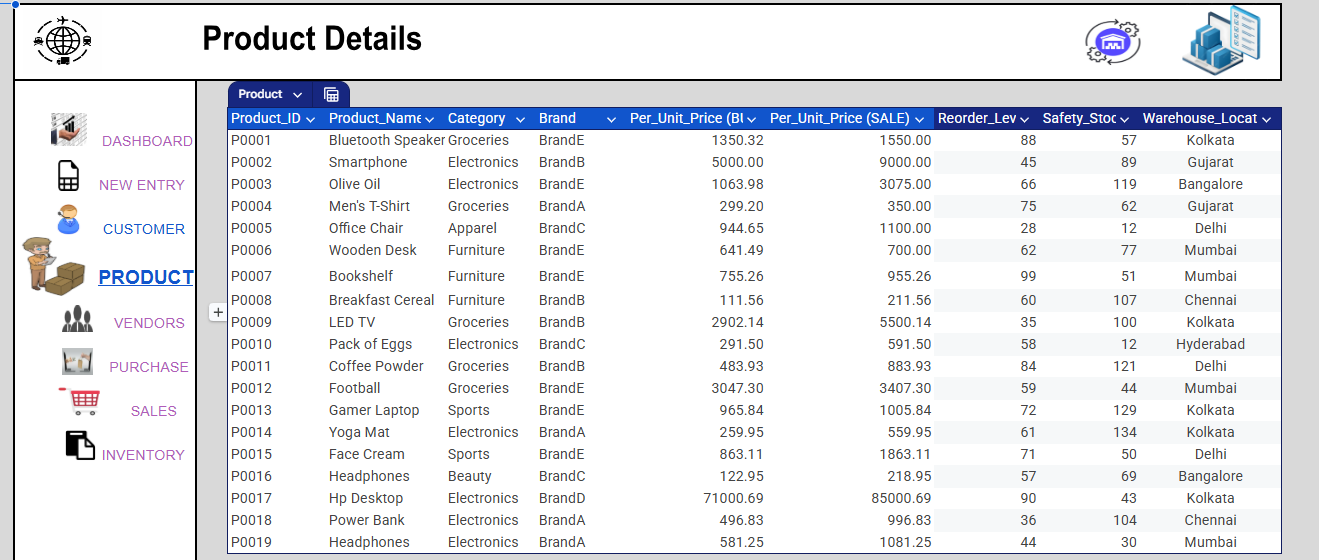 Product Details
DASHBOARD
NEW ENTRY
CUSTOMER
PRODUCT
VENDORS
PURCHASE
SALES
INVENTORY
Product
Product_ID Product_Name Category Brand Per_Unit_Price (BU Per_Unit_Price (SALE) Reorder_Lev Safety_Stoc Warehouse_Locat
P0001 Bluetooth Speaker Groceries BrandE 1350.32 1550.00 88 57 Kolkata
P0002 Smartphone Electronics BrandB 5000.00 9000.00 45 89 Gujarat
P0003 Olive Oil Electronics BrandE 1063.98 3075.00 66 119 Bangalore
P0004 Men's T-Shirt Groceries BrandA 299.20 350.00 75 62 Gujarat
P0005 Office Chair Apparel BrandC 944.65 1100.00 28 12 Delhi
P0006 Wooden Desk Furniture BrandE 641.49 700.00 62 77 Mumbai
P0007 Bookshelf Furniture BrandE 755.26 955.26 99 51 Mumbai
P0008 Breakfast Cereal Furniture BrandB 111.56 211.56 60 107 Chennai
P0009 LED TV Groceries BrandB 2902.14 5500.14 35 100 Kolkata
P0010 Pack of Eggs Electronics BrandC 291.50 591.50 58 12 Hyderabad
P0011 Coffee Powder Groceries BrandB 483.93 883.93 84 121 Delhi
P0012 Football Groceries BrandE 3047.30 3407.30 59 44 Mumbai
P0013 Gamer Laptop Sports BrandE 965.84 1005.84 72 129 Kolkata
P0014 Yoga Mat Electronics BrandA 259.95 559.95 61 134 Kolkata
P0015 Face Cream Sports BrandE 863.11 1863.11 71 50 Delhi
P0016 Headphones Beauty BrandC 122.95 218.95 57 69 Bangalore
P0017 Hp Desktop Electronics BrandD 71000.69 85000.69 90 43 Kolkata
P0018 Power Bank Electronics BrandA 496.83 996.83 36 104 Chennai
P0019 Headphones Electronics BrandA 581.25 1081.25 44 30 Mumbai